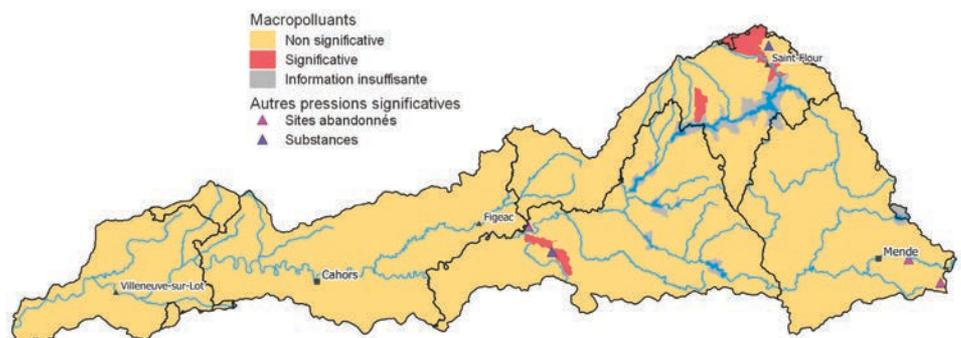 Macropolluants
Non significative
Significative
Information insuffisante
Autres pressions significatives
Sites abandonnés
Substances
Saint-Flour
Figeac
Mende
Cahors
Villeneuve-sur-Lot